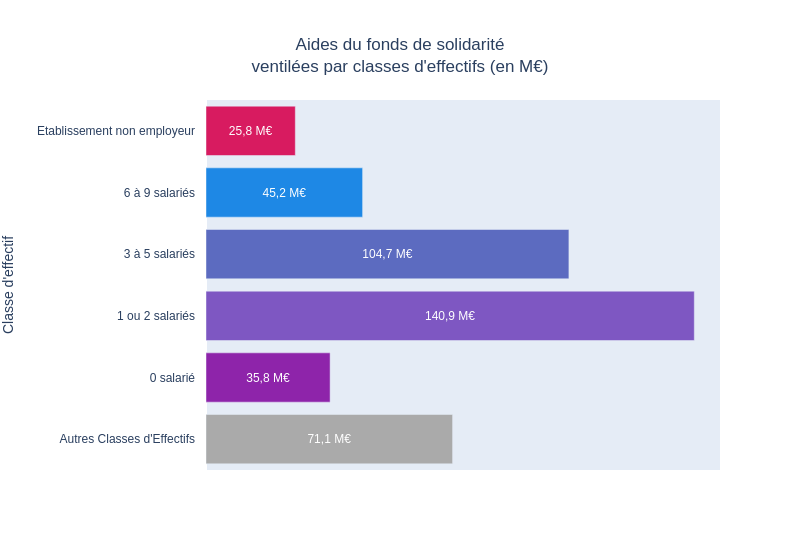 Aides du fonds de solidarité
ventilées par classes d'effectifs (en M€)
Classe d'effectif
Etablissement non employeur
25,8 M€
6 à 9 salariés
45,2 M€
3 à 5 salariés
104,7 M€
1 ou 2 salariés
140,9 M€
0 salarié
35,8 M€
Autres Classes d'Effectifs
71,1 M€